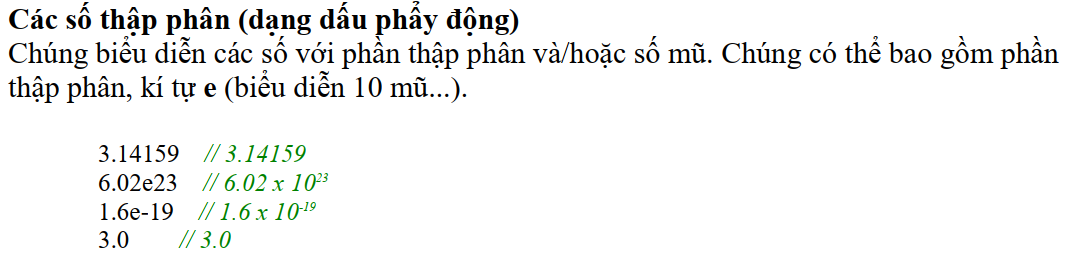 Các số thập phân (dạng dấu phẩy động)
Chúng biểu diễn các số với phần thập phân và/hoặc số mũ. Chúng có thể bao gồm phần
thập phân, kí tự e (biểu diễn 10 mũ...).
3.14159 // 3.14159
6.02e23 // 6.02 x 10²³
1.6e-19 // 1.6 x 10⁻¹⁹
3.0 // 3.0